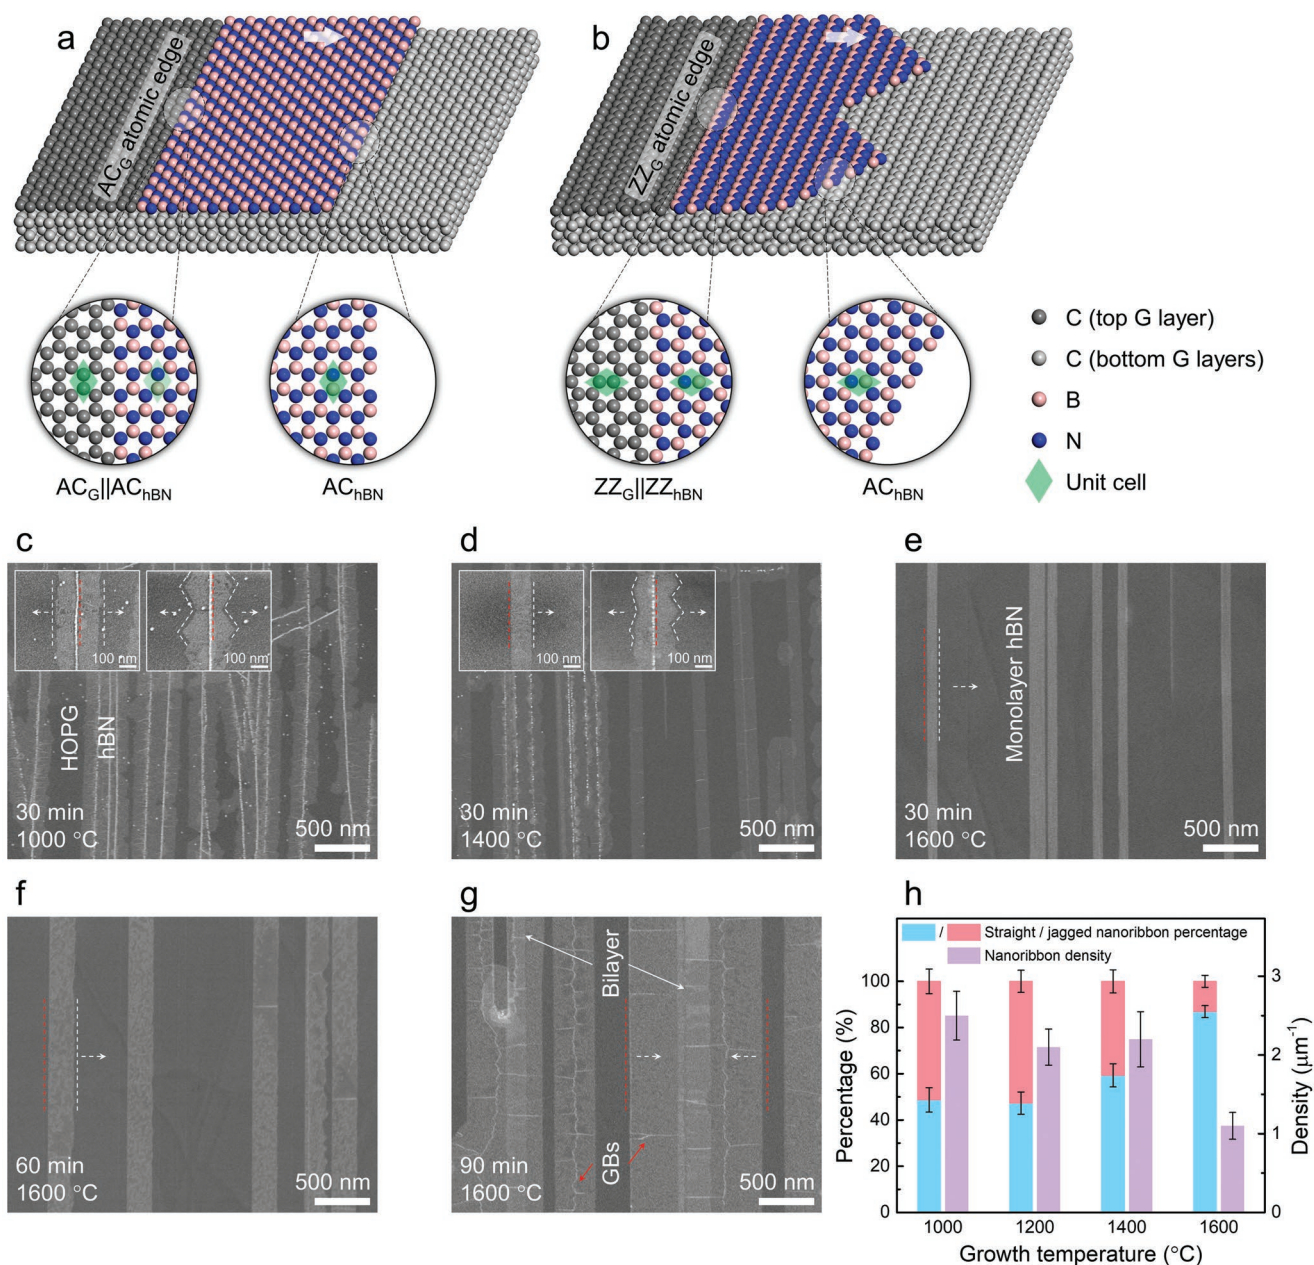 a
AC_G atomic edge
b
ZZ_G atomic edge
C (top G layer)
C (bottom G layers)
B
N
Unit cell
AC_G||AC_hBN
AC_hBN
ZZ_G||ZZ_hBN
AC_hBN
c
100 nm
100 nm
HOPG
hBN
30 min
1000 °C
500 nm
d
100 nm
100 nm
30 min
1400 °C
500 nm
e
Monolayer hBN
30 min
1600 °C
500 nm
f
60 min
1600 °C
500 nm
g
Bilayer
GBs
90 min
1600 °C
500 nm
h
/ Straight / jagged nanoribbon percentage
Nanoribbon density
Percentage (%)
100
80
60
40
20
0
3
2
1
0
Density (μm⁻¹)
1000 1200 1400 1600
Growth temperature (°C)